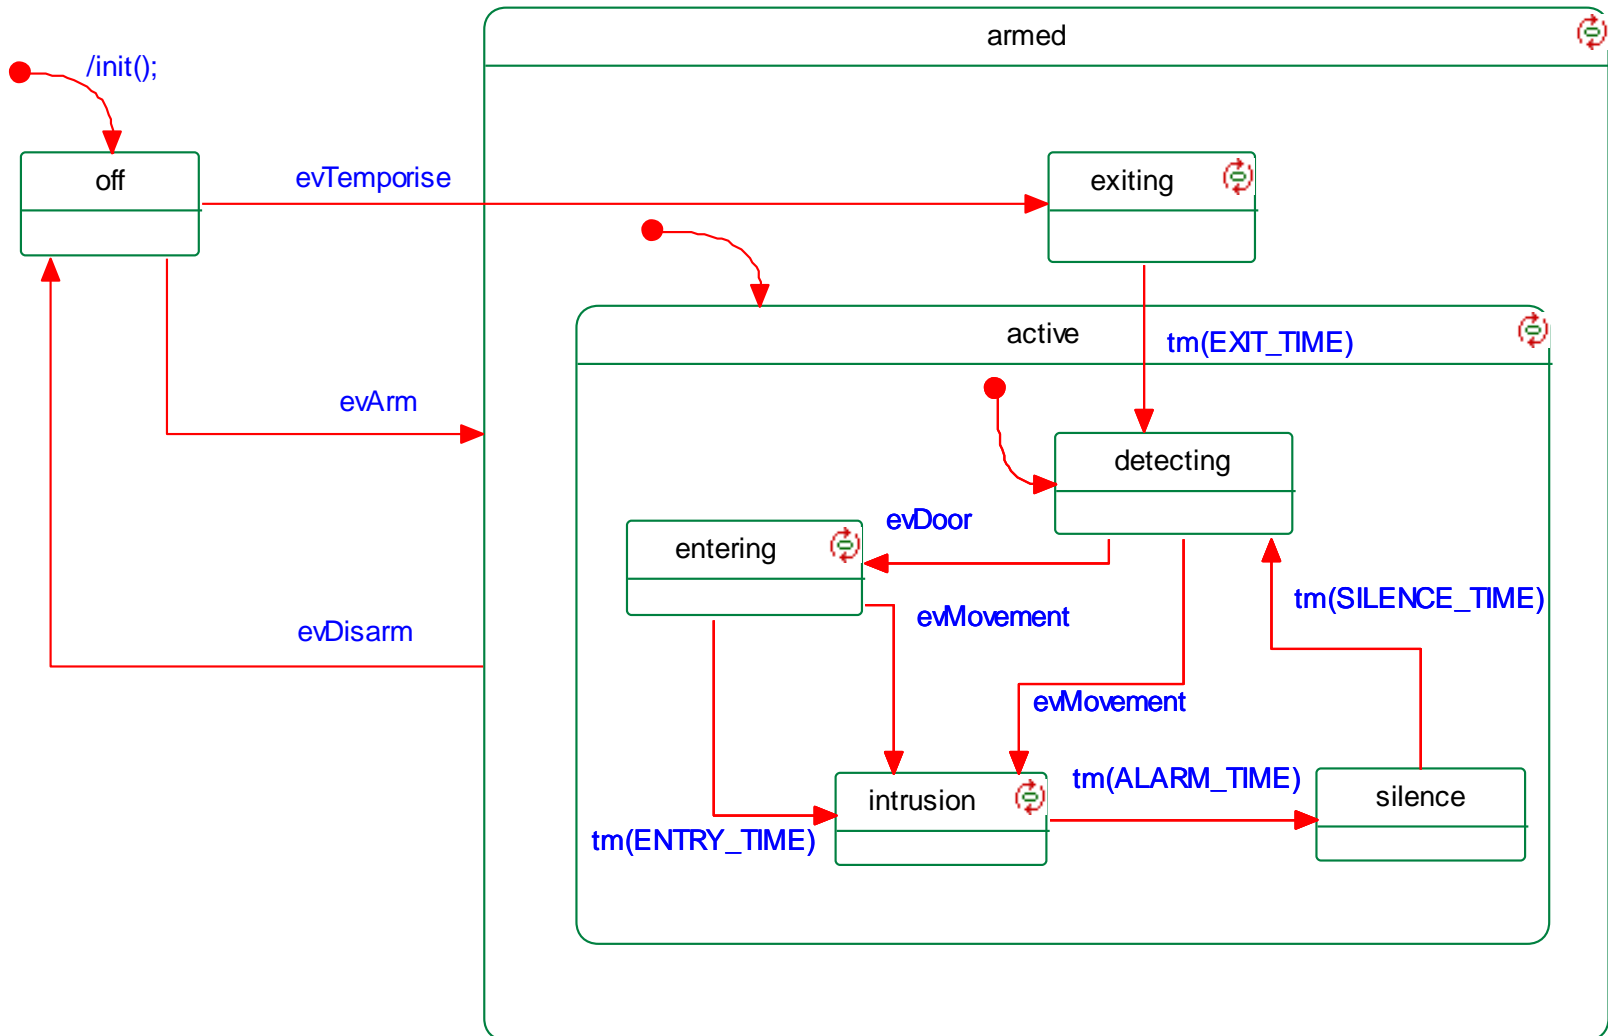 armed
/init();
off
evTemporise
exiting
active
tm(EXIT_TIME)
evArm
detecting
evDoor
entering
tm(SILENCE_TIME)
evMovement
evDisarm
evMovement
tm(ALARM_TIME)
silence
intrusion
tm(ENTRY_TIME)